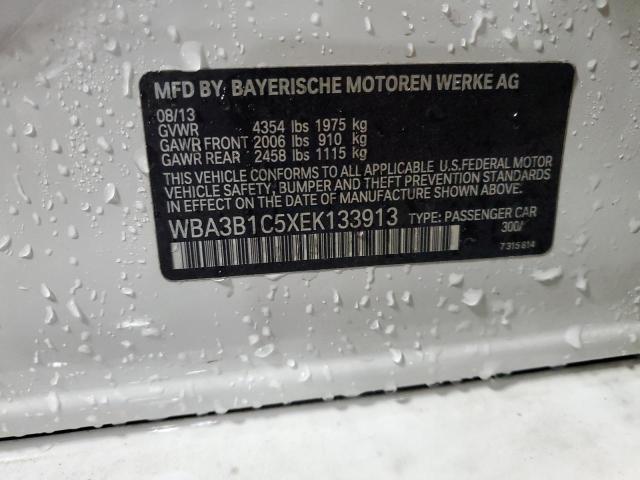 MFD BY BAYERISCHE MOTOREN WERKE AG
08/13
GVWR 4354 lbs 1975 kg
GAWR FRONT 2006 lbs 910 kg
GAWR REAR 2458 lbs 1115 kg
THIS VEHICLE CONFORMS TO ALL APPLICABLE U.S.FEDERAL MOTOR
VEHICLE SAFETY, BUMPER, AND THEFT PREVENTION STANDARDS
IN EFFECT ON THE DATE OF MANUFACTURE SHOWN ABOVE.
WBA3B1C5XEK133913 TYPE: PASSENGER CAR
300/
7315814